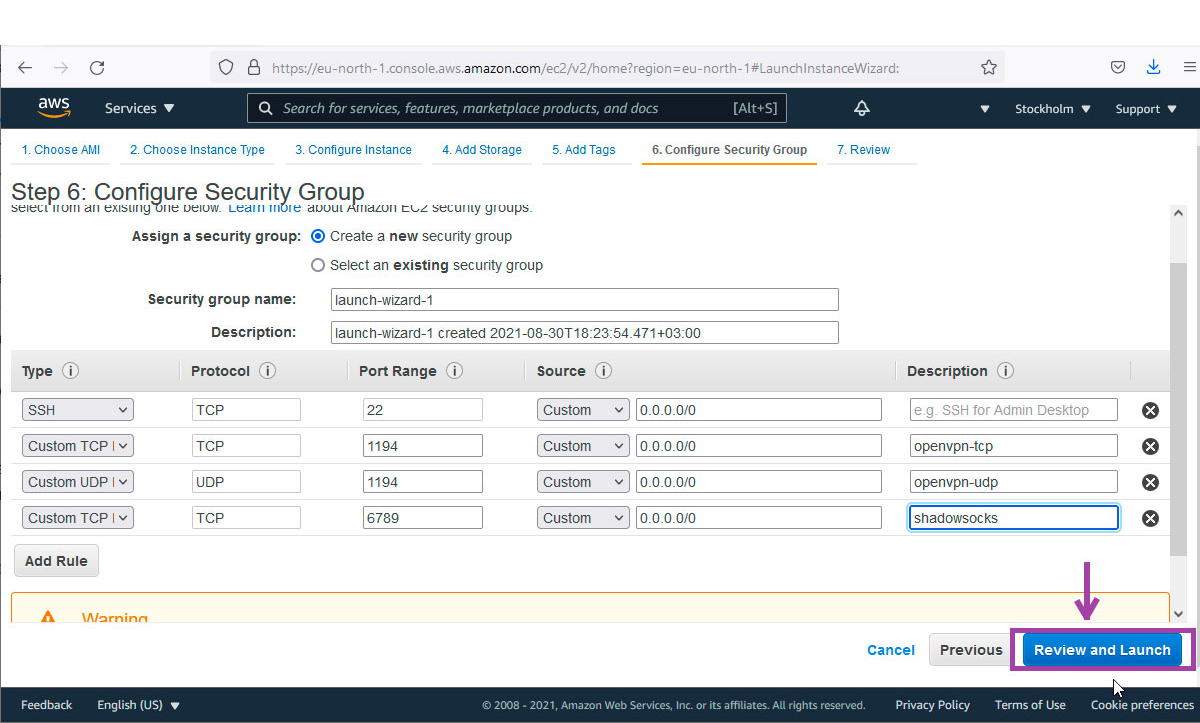 https://eu-north-1.console.aws.amazon.com/ec2/v2/home?region=eu-north-1#LaunchInstanceWizard:
aws Services Search for services, features, marketplace products, and docs [Alt+S] Stockholm Support
1. Choose AMI 2. Choose Instance Type 3. Configure Instance 4. Add Storage 5. Add Tags 6. Configure Security Group 7. Review
Step 6: Configure Security Group
select from an existing one below. Learn more about Amazon EC2 security groups.
Assign a security group: Create a new security group
Select an existing security group
Security group name: launch-wizard-1
Description: launch-wizard-1 created 2021-08-30T18:23:54.471+03:00
Type i Protocol i Port Range i Source i Description i
SSH TCP 22 Custom 0.0.0.0/0 e.g. SSH for Admin Desktop
Custom TCP TCP 1194 Custom 0.0.0.0/0 openvpn-tcp
Custom UDP UDP 1194 Custom 0.0.0.0/0 openvpn-udp
Custom TCP TCP 6789 Custom 0.0.0.0/0 shadowsocks
Add Rule
Warning
Cancel Previous Review and Launch
Feedback English (US) © 2008 - 2021, Amazon Web Services, Inc. or its affiliates. All rights reserved. Privacy Policy Terms of Use Cookie preferences